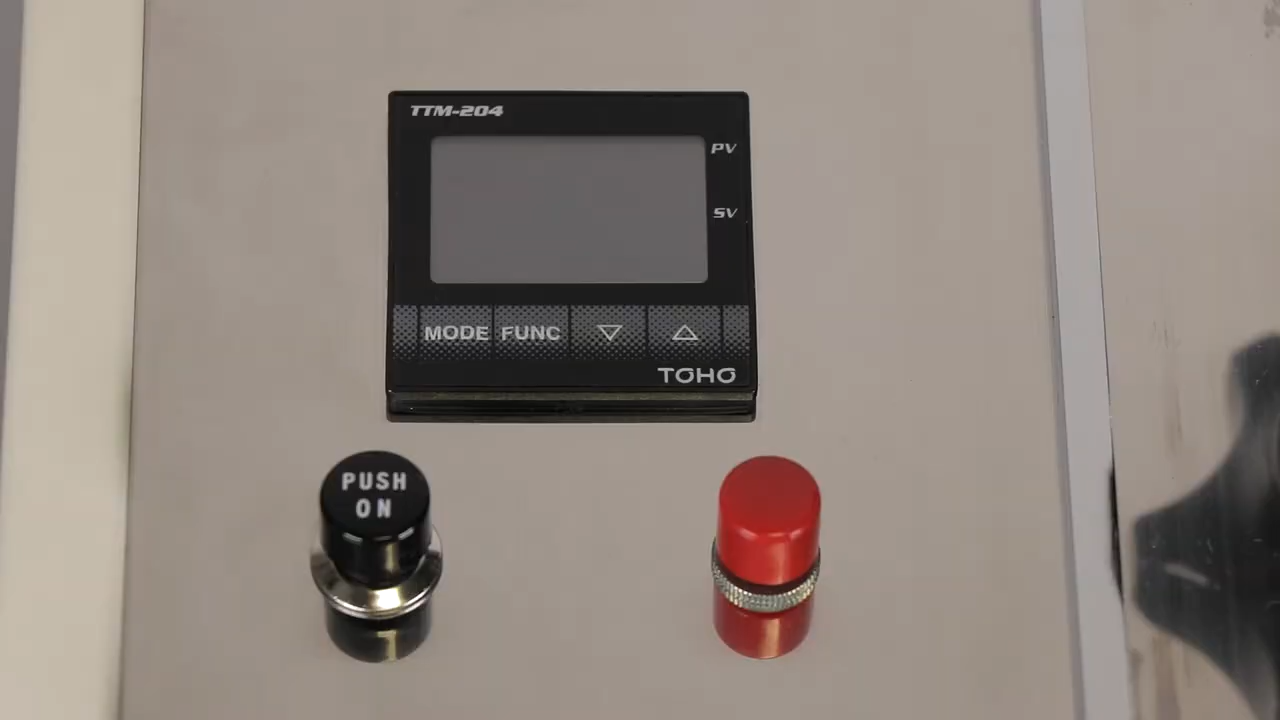 TTM-204
PV
SV
MODE FUNC
TOHO
PUSH
ON